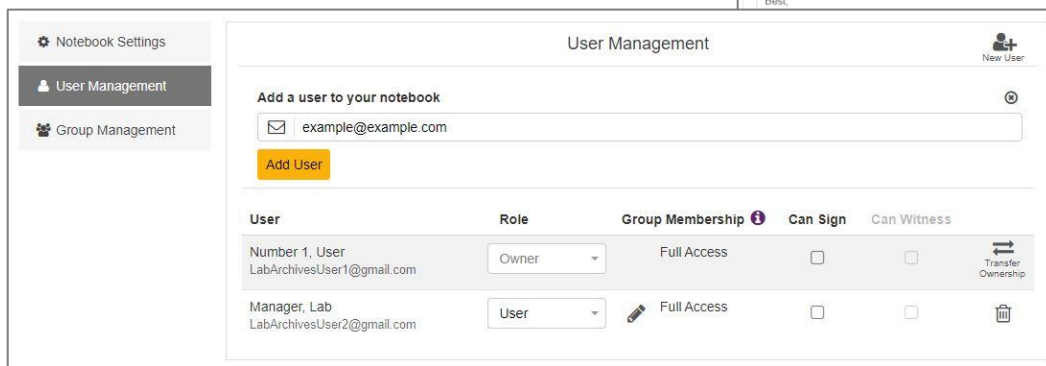 best,
Notebook Settings
User Management
Group Management
User Management
New User
Add a user to your notebook
example@example.com
Add User
User Role Group Membership Can Sign Can Witness
Number 1, User Owner Full Access
LabArchivesUser1@gmail.com
Transfer
Ownership
Manager, Lab User Full Access
LabArchivesUser2@gmail.com